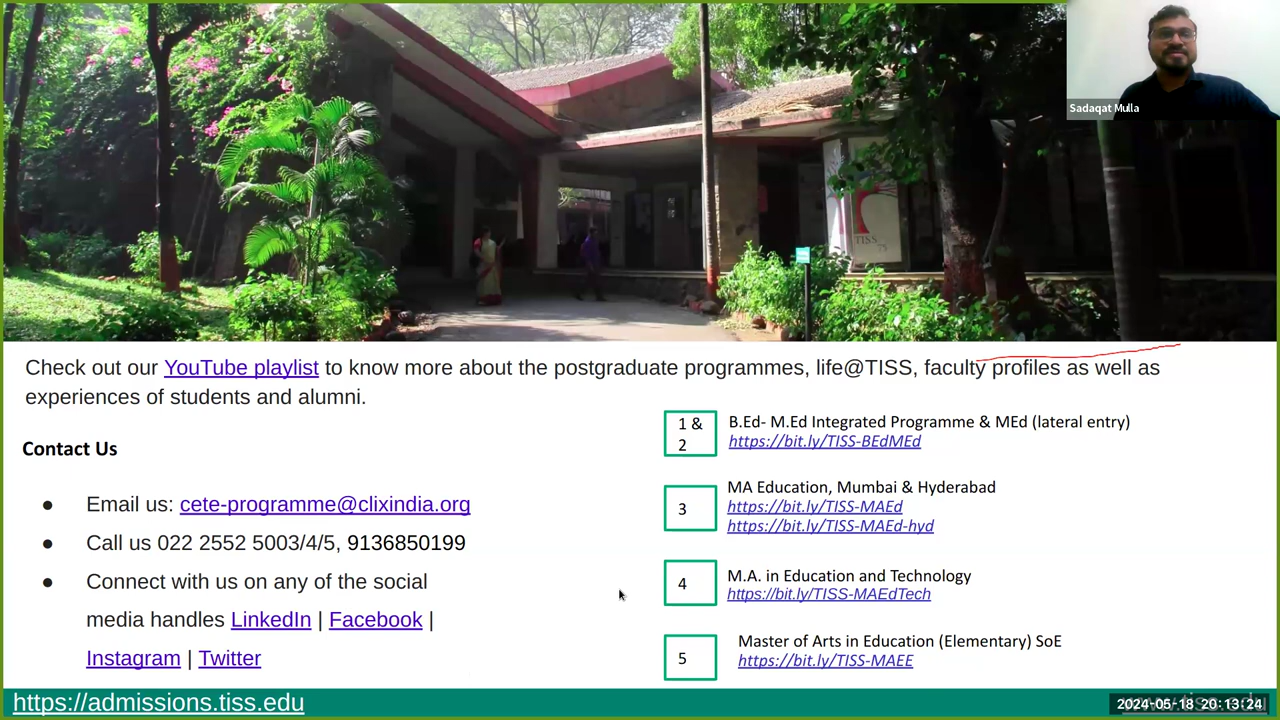 Sadaqat Mulla
TISS
75
Check out our YouTube playlist to know more about the postgraduate programmes, life@TISS, faculty profiles as well as
experiences of students and alumni.
Contact Us
● Email us: cete-programme@clixindia.org
● Call us 022 2552 5003/4/5, 9136850199
● Connect with us on any of the social
media handles LinkedIn | Facebook |
Instagram | Twitter
1 &
2
B.Ed- M.Ed Integrated Programme & MEd (lateral entry)
https://bit.ly/TISS-BEdMEd
3
MA Education, Mumbai & Hyderabad
https://bit.ly/TISS-MAEd
https://bit.ly/TISS-MAEd-hyd
4
M.A. in Education and Technology
https://bit.ly/TISS-MAEdTech
5
Master of Arts in Education (Elementary) SoE
https://bit.ly/TISS-MAEE
https://admissions.tiss.edu
www.tiss.edu
2024-05-18 20:13:24